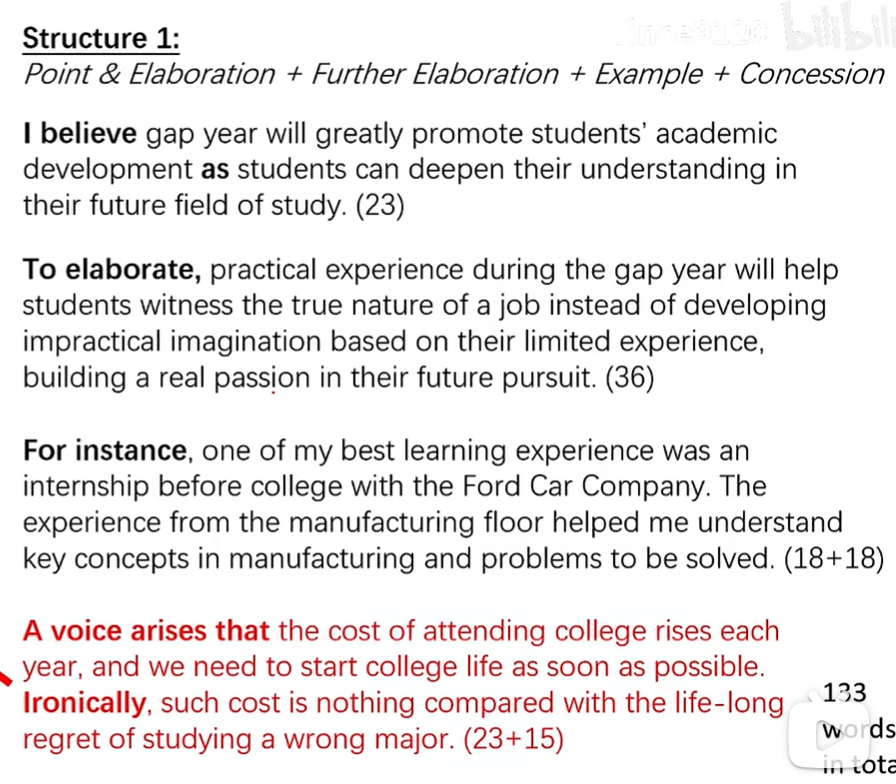 Structure 1:
Point & Elaboration + Further Elaboration + Example + Concession
I believe gap year will greatly promote students' academic
development as students can deepen their understanding in
their future field of study. (23)
To elaborate, practical experience during the gap year will help
students witness the true nature of a job instead of developing
impractical imagination based on their limited experience,
building a real passion in their future pursuit. (36)
For instance, one of my best learning experience was an
internship before college with the Ford Car Company. The
experience from the manufacturing floor helped me understand
key concepts in manufacturing and problems to be solved. (18+18)
A voice arises that the cost of attending college rises each
year, and we need to start college life as soon as possible.
Ironically, such cost is nothing compared with the life-long
regret of studying a wrong major. (23+15)
133
words
in tota